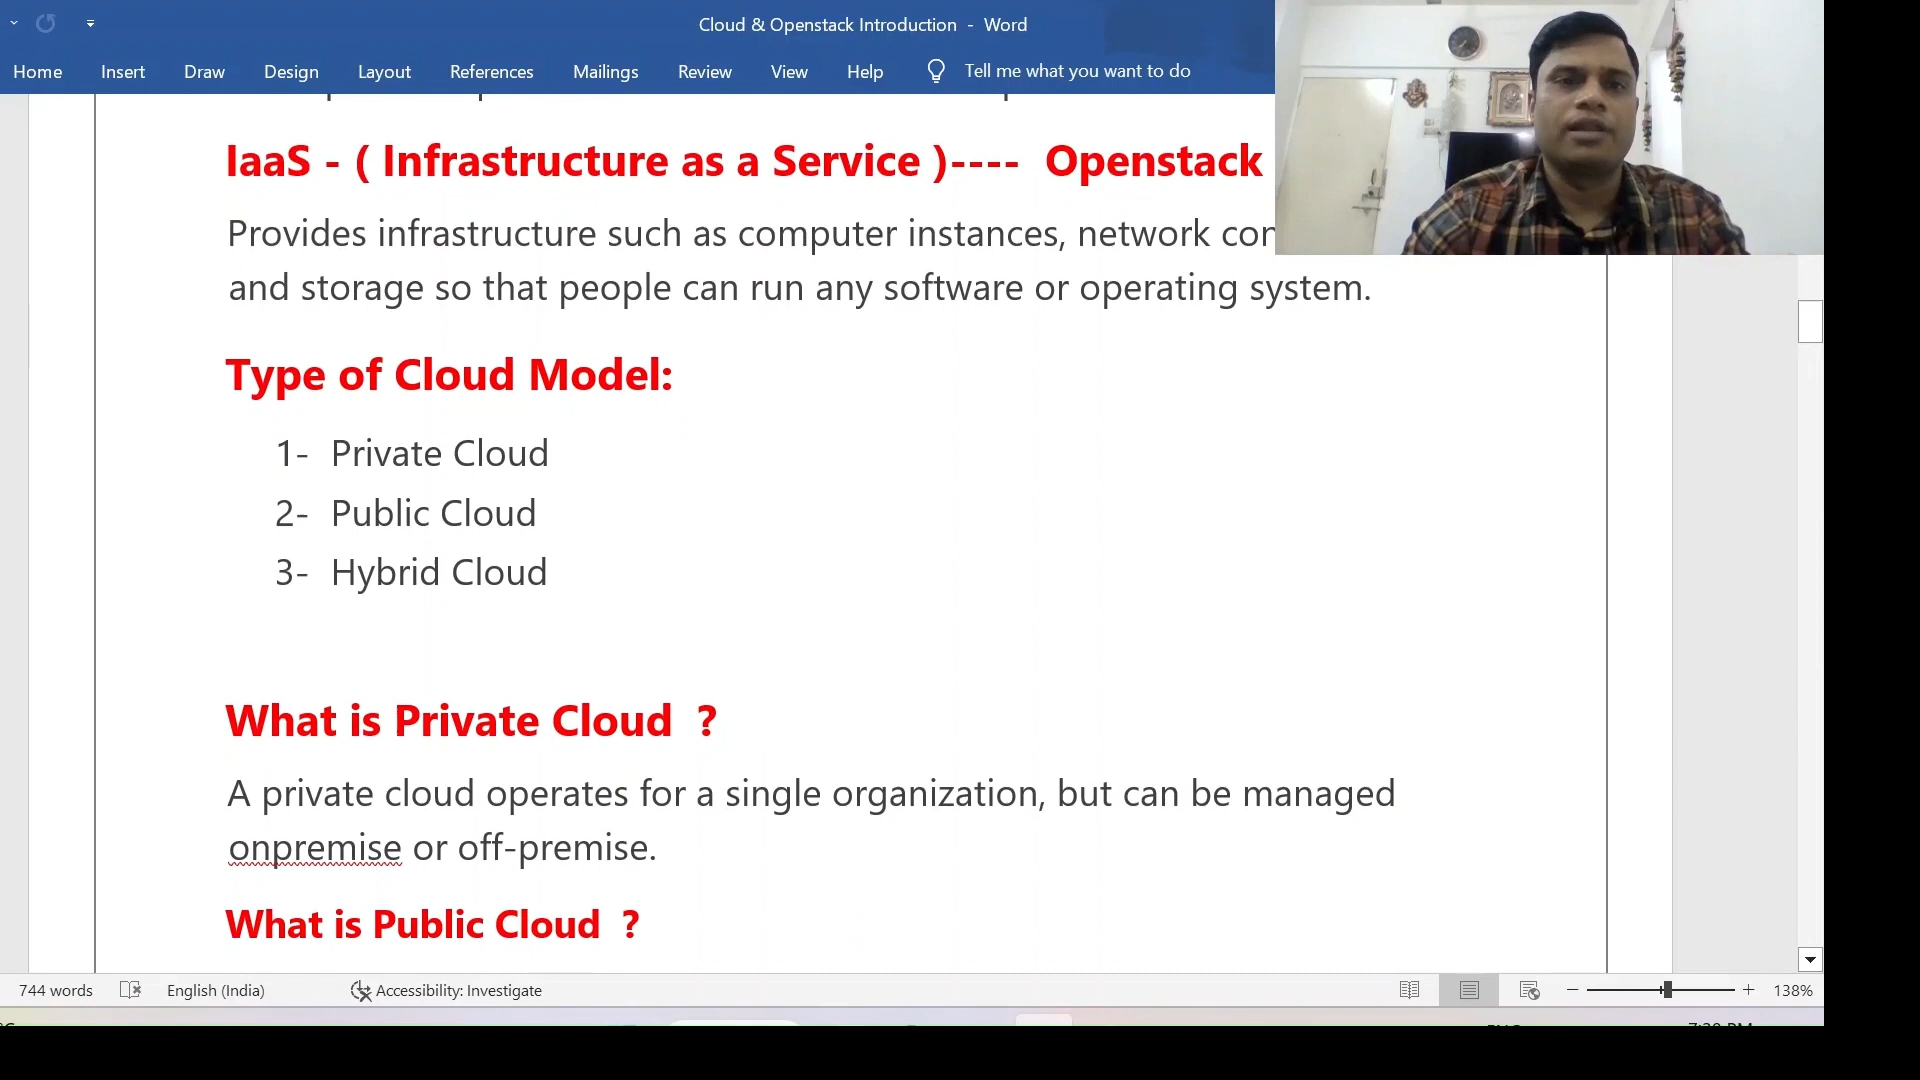 Cloud & Openstack Introduction - Word
Home Insert Draw Design Layout References Mailings Review View Help Tell me what you want to do
IaaS - ( Infrastructure as a Service )---- Openstack
Provides infrastructure such as computer instances, network
and storage so that people can run any software or operating system.
Type of Cloud Model:
1- Private Cloud
2- Public Cloud
3- Hybrid Cloud
What is Private Cloud ?
A private cloud operates for a single organization, but can be managed
onpremise or off-premise.
What is Public Cloud ?
744 words English (India) Accessibility: Investigate 138%